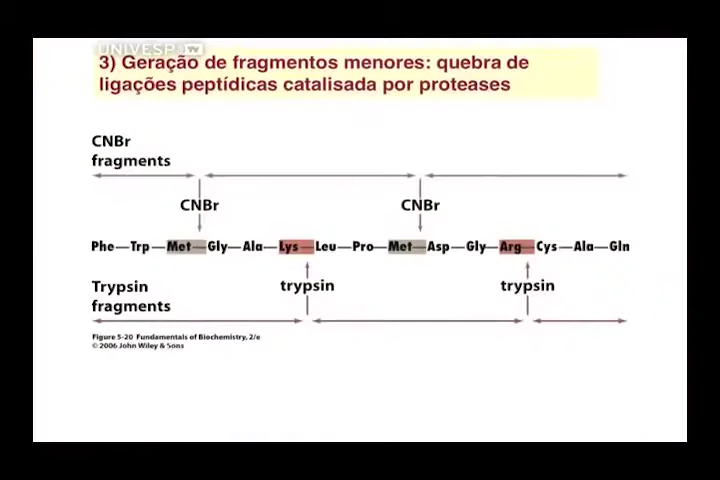 UNIVESP TV
3) Geração de fragmentos menores: quebra de
ligações peptídicas catalisada por proteases
CNBr
fragments
CNBr CNBr
Phe—Trp—Met—Gly—Ala—Lys—Leu—Pro—Met—Asp—Gly—Arg—Cys—Ala—Gln
Trypsin
fragments
trypsin trypsin
Figure 5-20 Fundamentals of Biochemistry, 2/e
© 2006 John Wiley & Sons